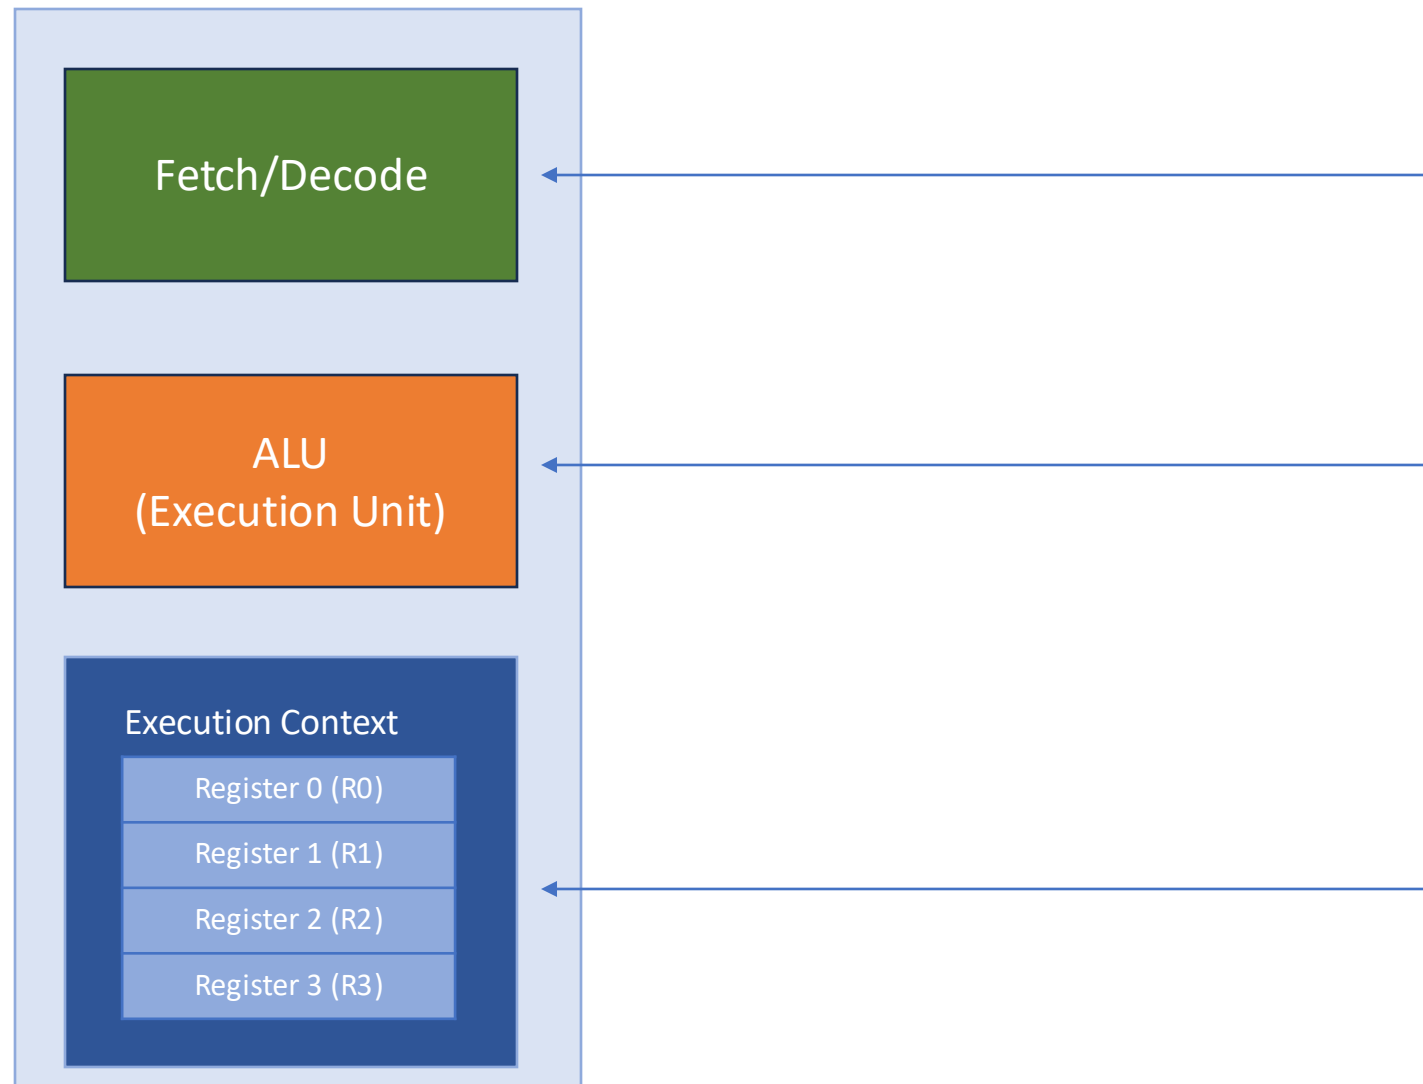 Fetch/Decode
ALU
(Execution Unit)
Execution Context
Register 0 (R0)
Register 1 (R1)
Register 2 (R2)
Register 3 (R3)